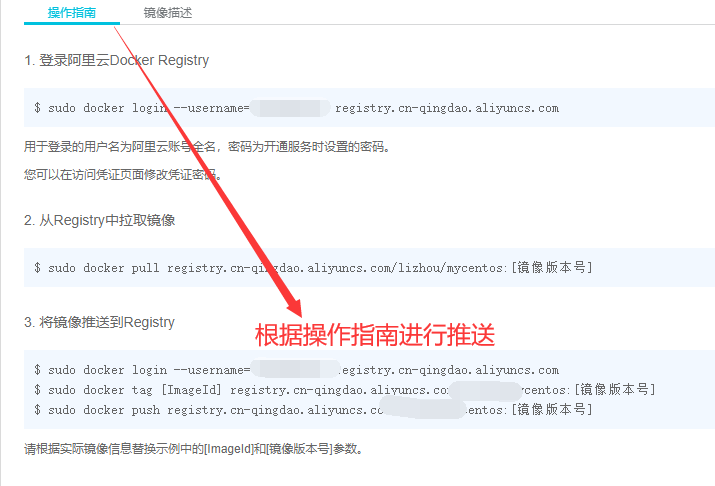 操作指南 镜像描述
1. 登录阿里云Docker Registry
$ sudo docker login --username= registry.cn-qingdao.aliyuncs.com
用于登录的用户名为阿里云账号全名，密码为开通服务时设置的密码。
您可以在访问凭证页面修改凭证密码。
2. 从Registry中拉取镜像
$ sudo docker pull registry.cn-qingdao.aliyuncs.com/lizhou/mycentos:[镜像版本号]
3. 将镜像推送到Registry
根据操作指南进行推送
$ sudo docker login --username= registry.cn-qingdao.aliyuncs.com
$ sudo docker tag [ImageId] registry.cn-qingdao.aliyuncs.co ycentos:[镜像版本号]
$ sudo docker push registry.cn-qingdao.aliyuncs.c entos:[镜像版本号]
请根据实际镜像信息替换示例中的[ImageId]和[镜像版本号]参数。